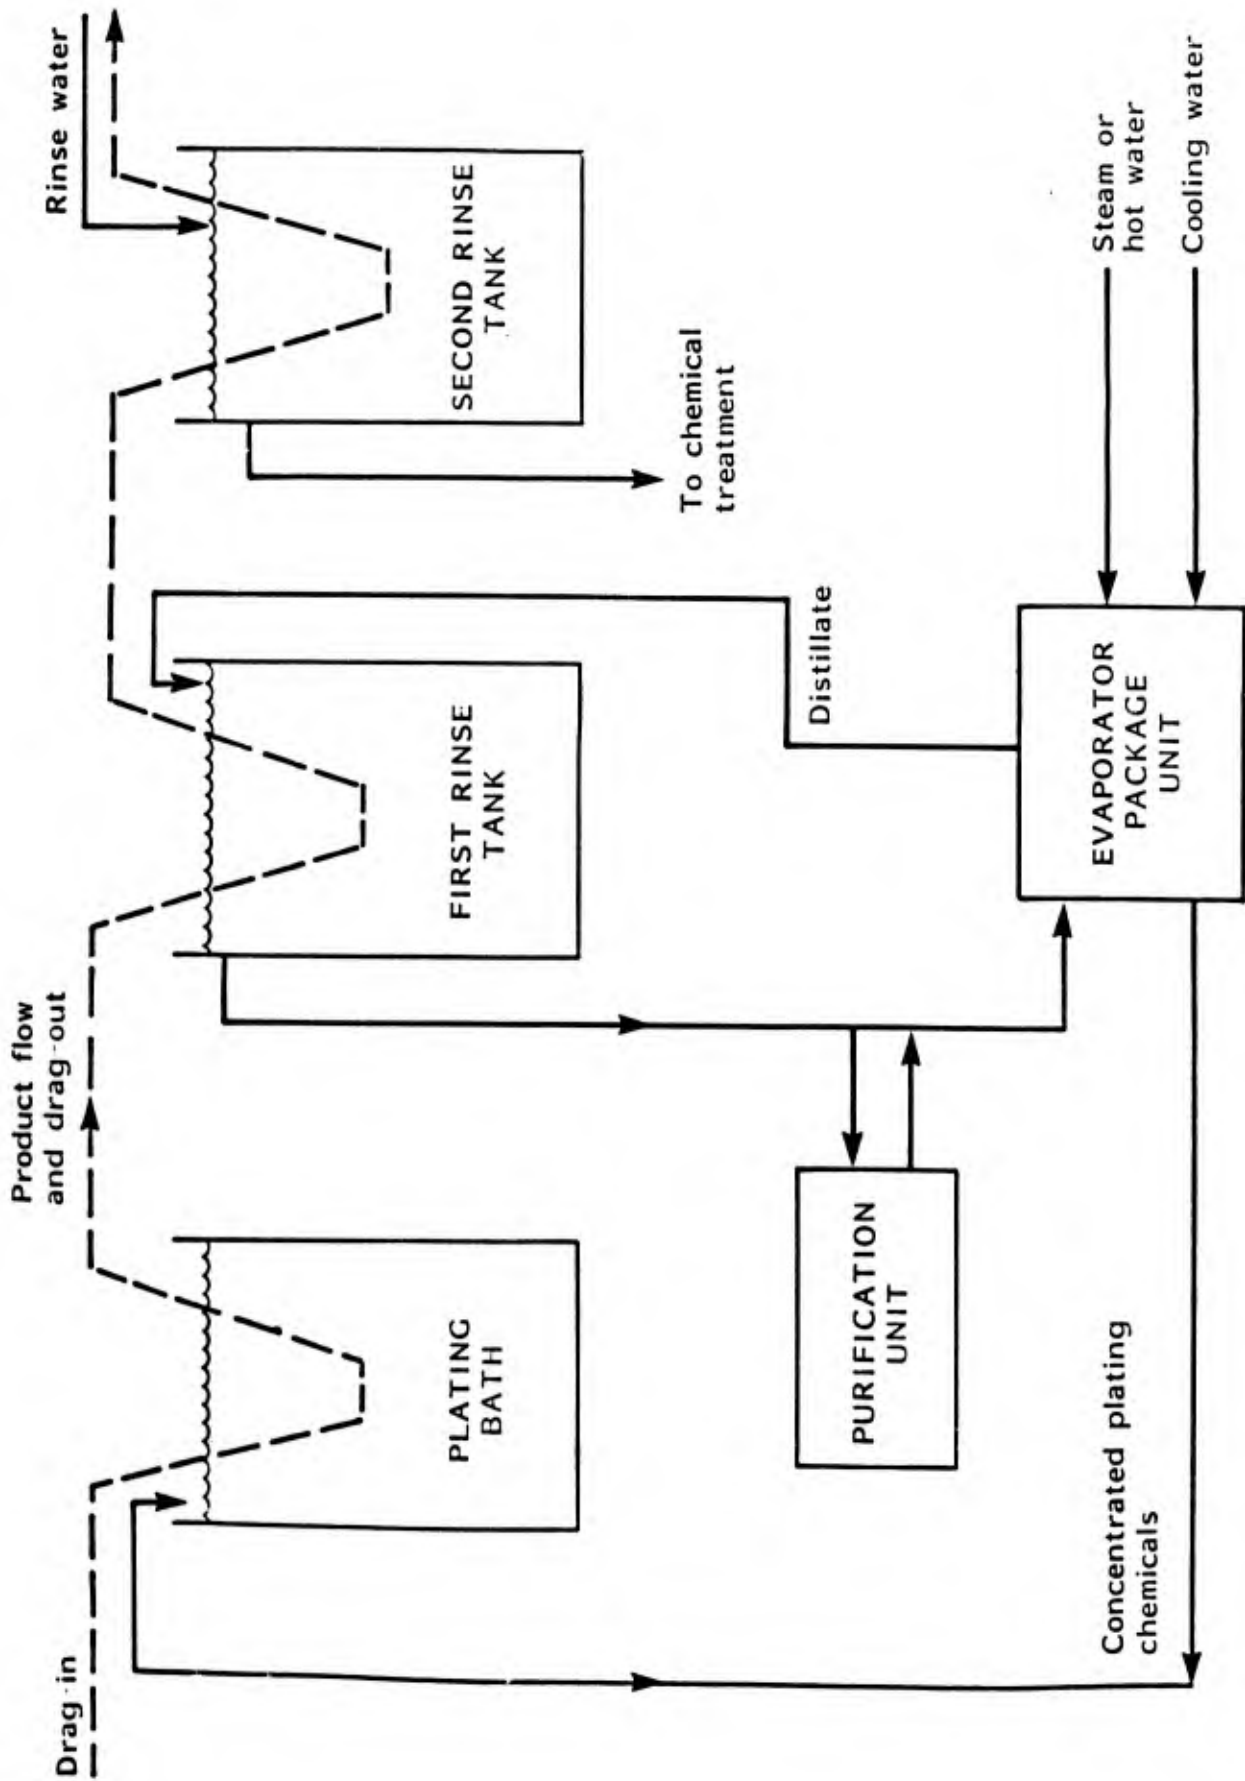 Drag-in
Product flow
and drag-out
Rinse water
PLATING
BATH
FIRST RINSE
TANK
SECOND RINSE
TANK
To chemical
treatment
Distillate
PURIFICATION
UNIT
EVAPORATOR
PACKAGE
UNIT
Steam or
hot water
Cooling water
Concentrated plating
chemicals